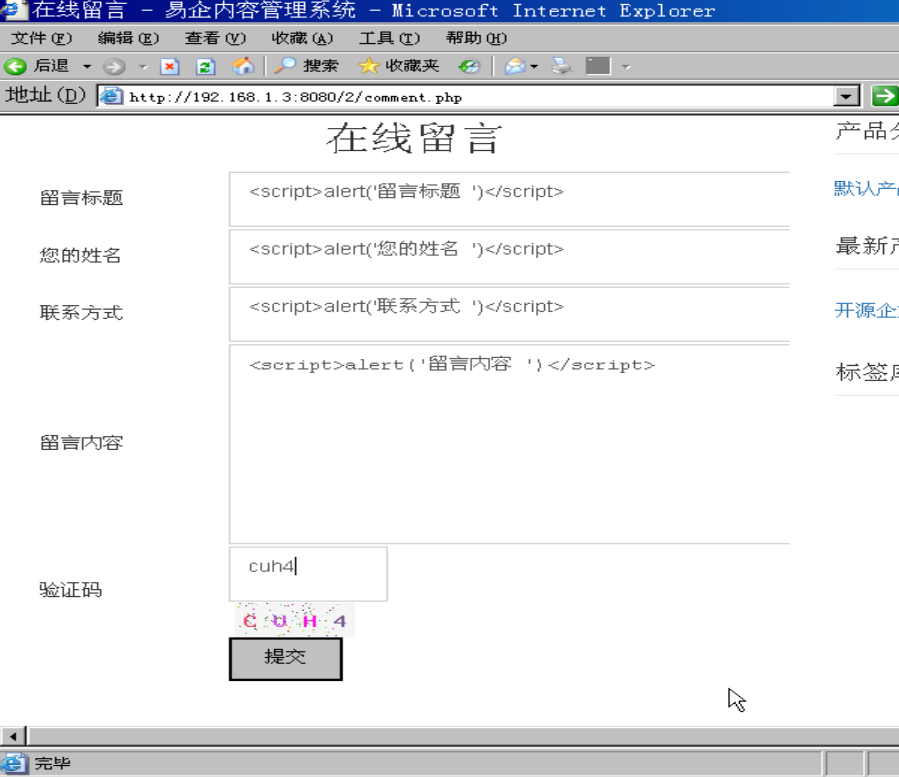 在线留言 - 易企内容管理系统 - Microsoft Internet Explorer
文件(F) 编辑(E) 查看(V) 收藏(A) 工具(T) 帮助(H)
后退 搜索 收藏夹
地址(D) http://192.168.1.3:8080/2/comment.php
在线留言
留言标题 <script>alert('留言标题 ')</script>
您的姓名 <script>alert('您的姓名 ')</script>
联系方式 <script>alert('联系方式 ')</script>
留言内容 <script>alert('留言内容 ')</script>
验证码 cuh4
C U H 4
提交
产品
默认产
最新
开源企
标签
完毕